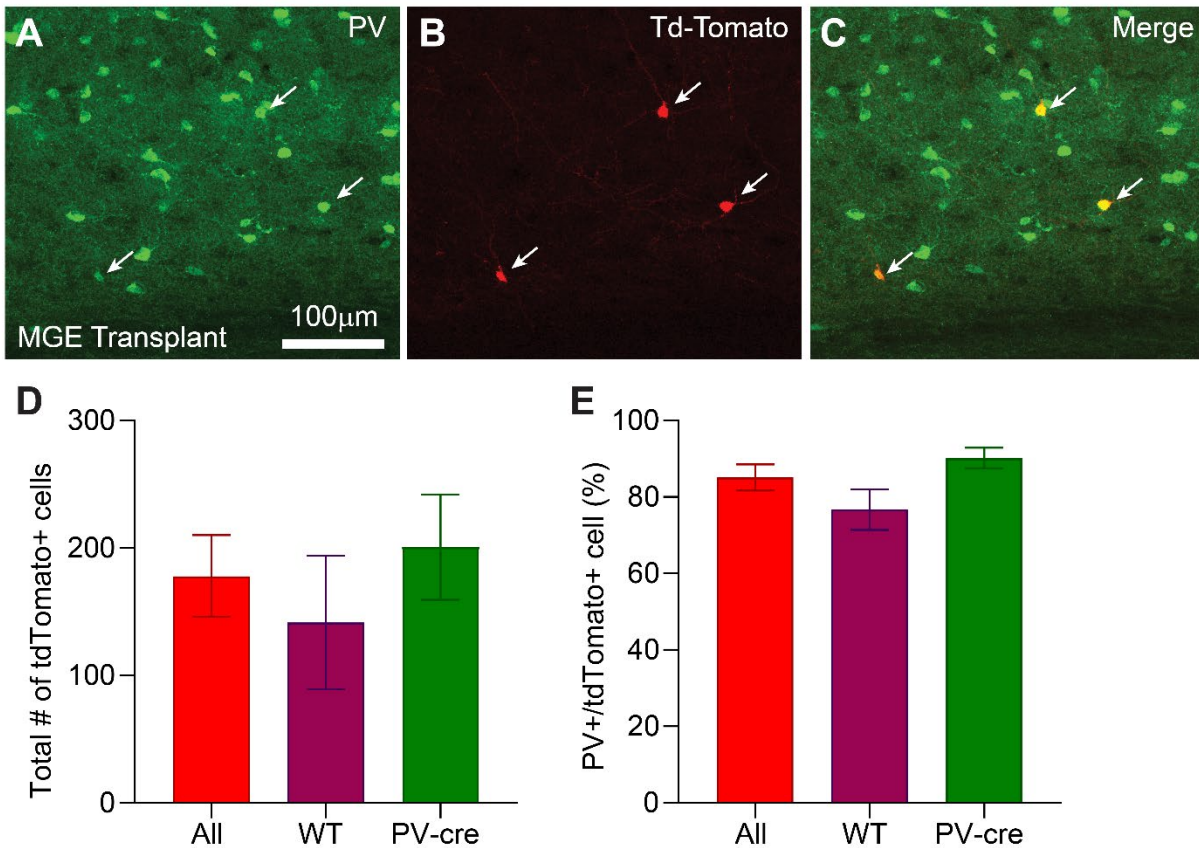 A
PV
MGE Transplant
100μm
B
Td-Tomato
C
Merge
D
Total # of tdTomato+ cells
300
200
100
0
All
WT
PV-cre
E
PV+/tdTomato+ cell (%)
100
80
60
40
20
0
All
WT
PV-cre